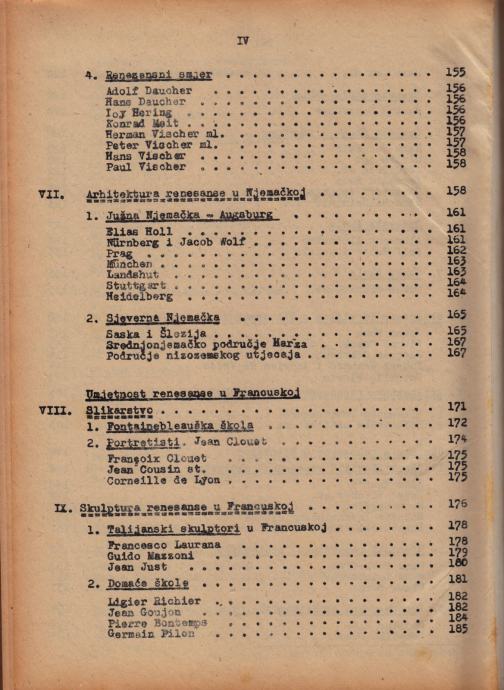 IV
4. Renesansni smjer . . . . . . . . . . . . . . . . 155
Adolf Daucher . . . . . . . . . . . . . . . . 156
Hans Daucher . . . . . . . . . . . . . . . . 156
Loy Hering . . . . . . . . . . . . . . . . 156
Konrad Meit . . . . . . . . . . . . . . . . 156
Herman Vischer ml. . . . . . . . . . . . . . . . 157
Peter Vischer ml. . . . . . . . . . . . . . . . 157
Hans Vischer . . . . . . . . . . . . . . . . 158
Paul Vischer . . . . . . . . . . . . . . . . 158
VII. Arhitektura renesanse u Njemačkoj . . . . . . . . . . 158
1. Južna Njemačka - Augsburg . . . . . . . . . . . 161
Elias Holl . . . . . . . . . . . . . . . . 161
Nürnberg i Jacob Wolf . . . . . . . . . . . . . 161
Prag . . . . . . . . . . . . . . . . 162
München . . . . . . . . . . . . . . . . 163
Landshut . . . . . . . . . . . . . . . . 163
Stuttgart . . . . . . . . . . . . . . . . 164
Heidelberg . . . . . . . . . . . . . . . . 164
2. Sjeverna Njemačka . . . . . . . . . . . . . . 165
Saska i Šlezija . . . . . . . . . . . . . . . 165
Srednjonjemačko područje Harza . . . . . . . . . . 167
Područje nizozemskog utjecaja . . . . . . . . . . 167
Umjetnost renesanse u Francuskoj
VIII. Slikarstvo . . . . . . . . . . . . . . . . 171
1. Fontainebleauška škola . . . . . . . . . . . . 172
2. Portretisti. Jean Clouet . . . . . . . . . . . . 174
Françoix Clouet . . . . . . . . . . . . . . . 175
Jean Cousin st. . . . . . . . . . . . . . . . 175
Corneille de Lyon . . . . . . . . . . . . . . . 175
IX. Skulptura renesanse u Francuskoj . . . . . . . . . . 176
1. Talijanski skulptori u Francuskoj . . . . . . . . . 178
Francesco Laurana . . . . . . . . . . . . . . 178
Guido Mazzoni . . . . . . . . . . . . . . . . 179
Jean Just . . . . . . . . . . . . . . . . 180
2. Domaće škole . . . . . . . . . . . . . . . . 181
Ligier Richier . . . . . . . . . . . . . . . 182
Jean Goujon . . . . . . . . . . . . . . . . 182
Pierre Bontemps . . . . . . . . . . . . . . . 184
Germain Pilon . . . . . . . . . . . . . . . . 185